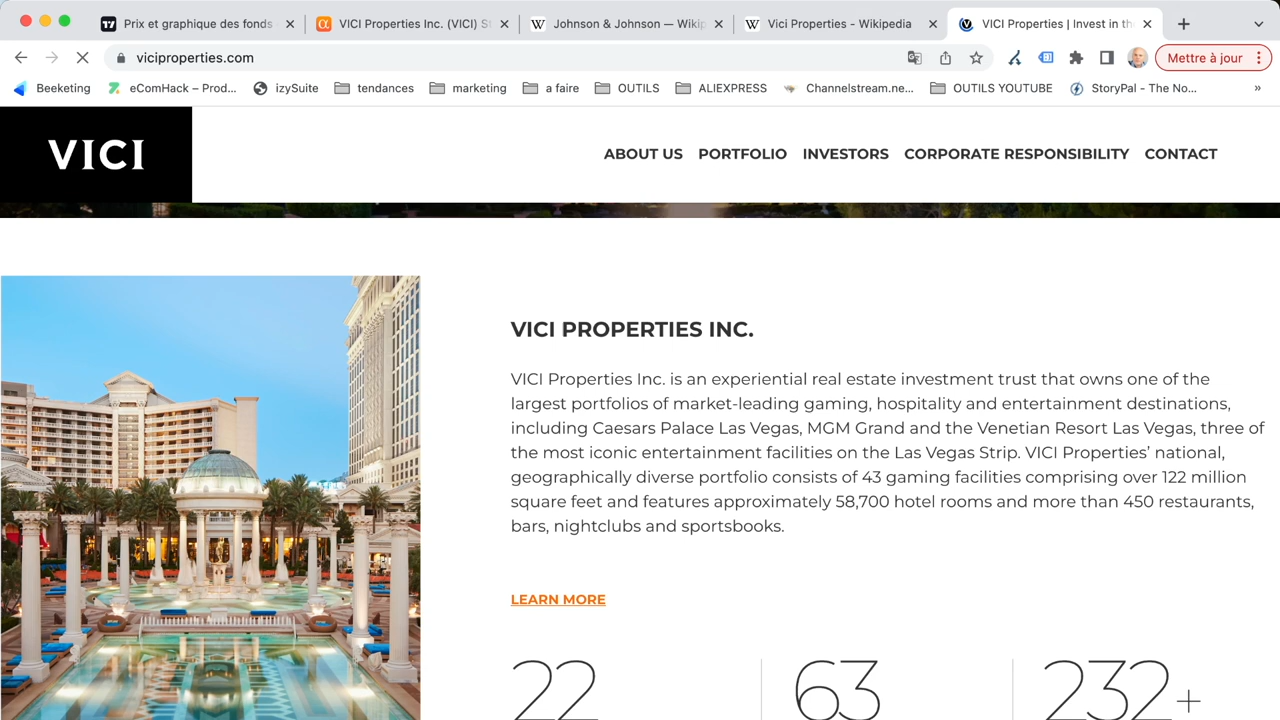 Prix et graphique des fonds
VICI Properties Inc. (VICI) St
Johnson & Johnson — Wikip
Vici Properties - Wikipedia
VICI Properties | Invest in th
viciproperties.com
Mettre à jour
Beeketing
eComHack – Prod...
izySuite
tendances
marketing
a faire
OUTILS
ALIEXPRESS
Channelstream.ne...
OUTILS YOUTUBE
StoryPal - The No...
»
VICI
ABOUT US
PORTFOLIO
INVESTORS
CORPORATE RESPONSIBILITY
CONTACT
VICI PROPERTIES INC.
VICI Properties Inc. is an experiential real estate investment trust that owns one of the
largest portfolios of market-leading gaming, hospitality and entertainment destinations,
including Caesars Palace Las Vegas, MGM Grand and the Venetian Resort Las Vegas, three of
the most iconic entertainment facilities on the Las Vegas Strip. VICI Properties’ national,
geographically diverse portfolio consists of 43 gaming facilities comprising over 122 million
square feet and features approximately 58,700 hotel rooms and more than 450 restaurants,
bars, nightclubs and sportsbooks.
LEARN MORE
22
63
232+